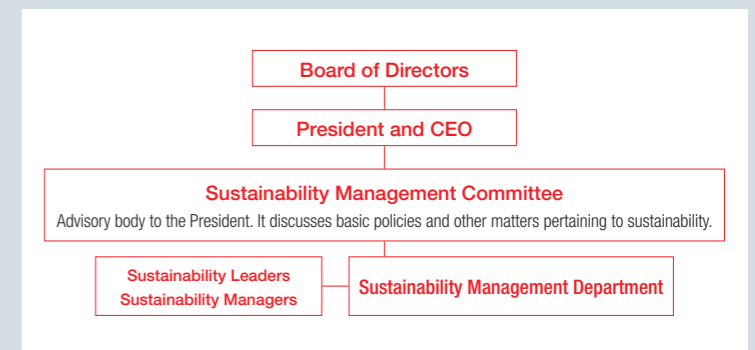 Board of Directors
President and CEO
Sustainability Management Committee
Advisory body to the President. It discusses basic policies and other matters pertaining to sustainability.
Sustainability Leaders
Sustainability Managers
Sustainability Management Department